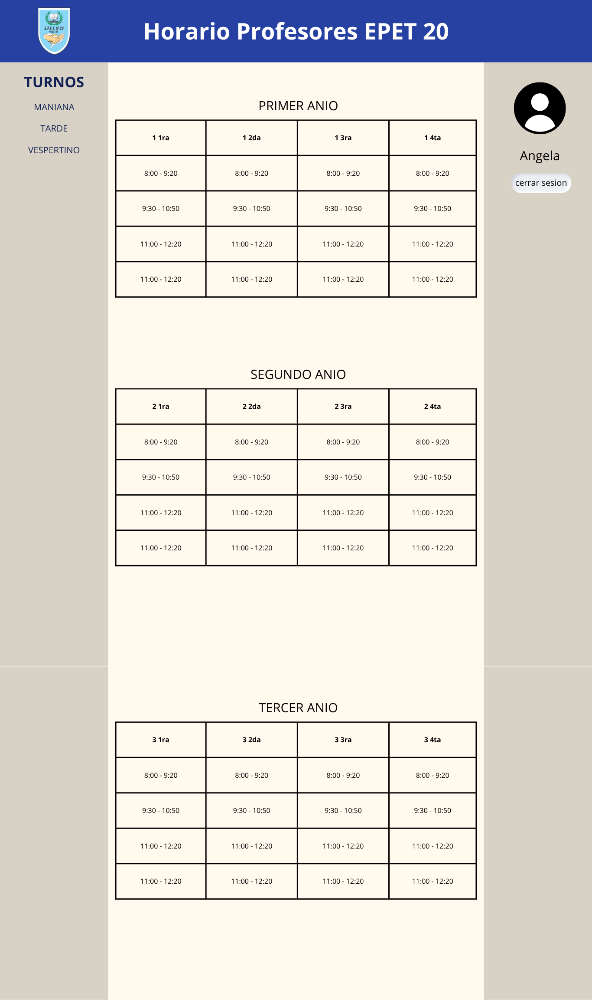 E.P.E.T. Nº 20
NEUQUEN
Horario Profesores EPET 20
TURNOS
MANIANA
TARDE
VESPERTINO
PRIMER ANIO
1 1ra 1 2da 1 3ra 1 4ta
8:00 - 9:20 8:00 - 9:20 8:00 - 9:20 8:00 - 9:20
9:30 - 10:50 9:30 - 10:50 9:30 - 10:50 9:30 - 10:50
11:00 - 12:20 11:00 - 12:20 11:00 - 12:20 11:00 - 12:20
11:00 - 12:20 11:00 - 12:20 11:00 - 12:20 11:00 - 12:20
SEGUNDO ANIO
2 1ra 2 2da 2 3ra 2 4ta
8:00 - 9:20 8:00 - 9:20 8:00 - 9:20 8:00 - 9:20
9:30 - 10:50 9:30 - 10:50 9:30 - 10:50 9:30 - 10:50
11:00 - 12:20 11:00 - 12:20 11:00 - 12:20 11:00 - 12:20
11:00 - 12:20 11:00 - 12:20 11:00 - 12:20 11:00 - 12:20
TERCER ANIO
3 1ra 3 2da 3 3ra 3 4ta
8:00 - 9:20 8:00 - 9:20 8:00 - 9:20 8:00 - 9:20
9:30 - 10:50 9:30 - 10:50 9:30 - 10:50 9:30 - 10:50
11:00 - 12:20 11:00 - 12:20 11:00 - 12:20 11:00 - 12:20
11:00 - 12:20 11:00 - 12:20 11:00 - 12:20 11:00 - 12:20
Angela
cerrar sesion